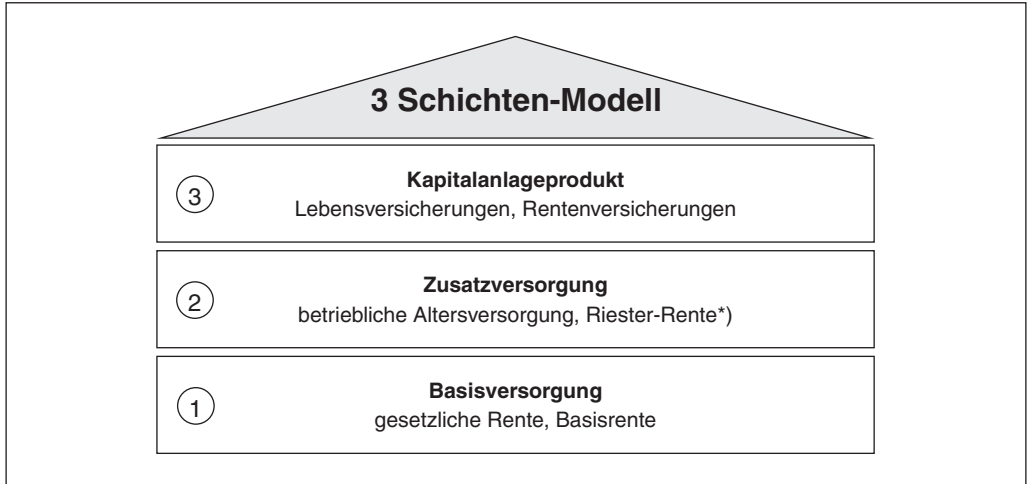 3 Schichten-Modell
3
Kapitalanlageprodukt
Lebensversicherungen, Rentenversicherungen
2
Zusatzversorgung
betriebliche Altersversorgung, Riester-Rente*)
1
Basisversorgung
gesetzliche Rente, Basisrente